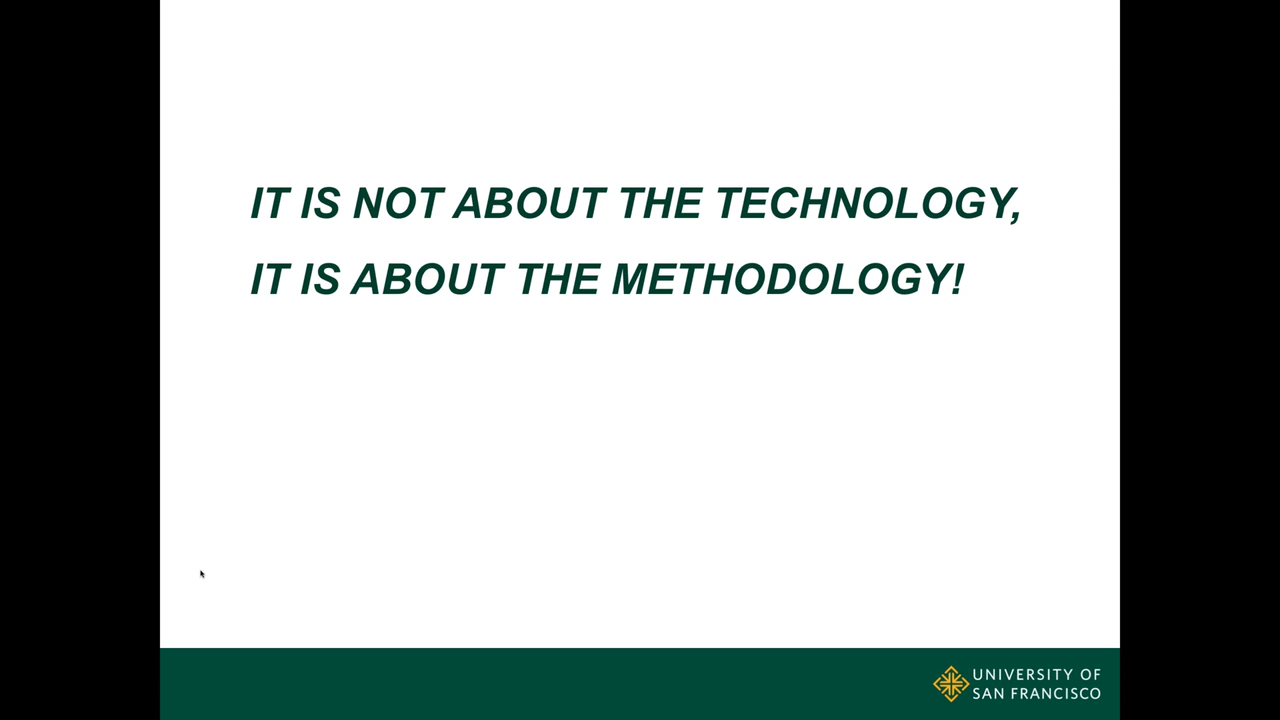 IT IS NOT ABOUT THE TECHNOLOGY,
IT IS ABOUT THE METHODOLOGY!
UNIVERSITY OF
SAN FRANCISCO